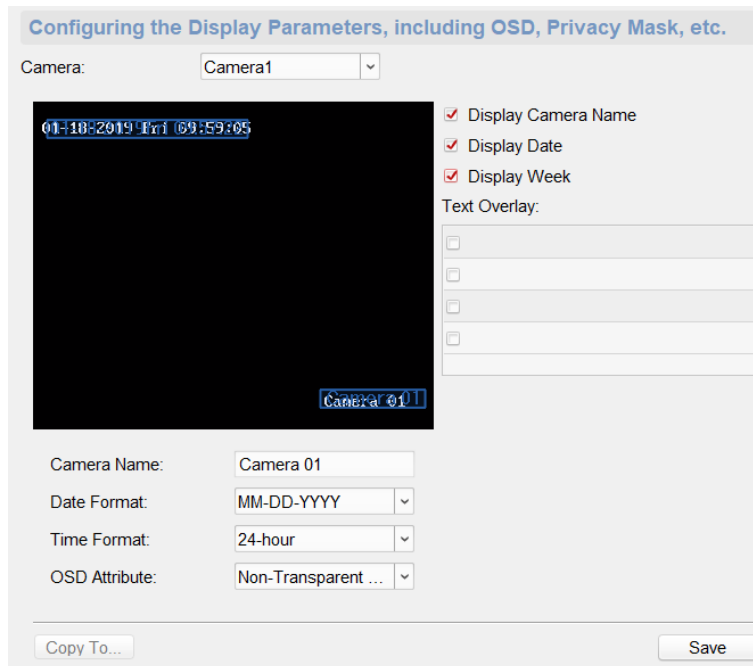 Configuring the Display Parameters, including OSD, Privacy Mask, etc.
Camera: Camera1
01-18-2019 Fri 09:59:05
Display Camera Name
Display Date
Display Week
Text Overlay:
Camera 01
Camera Name: Camera 01
Date Format: MM-DD-YYYY
Time Format: 24-hour
OSD Attribute: Non-Transparent ...
Copy To...
Save